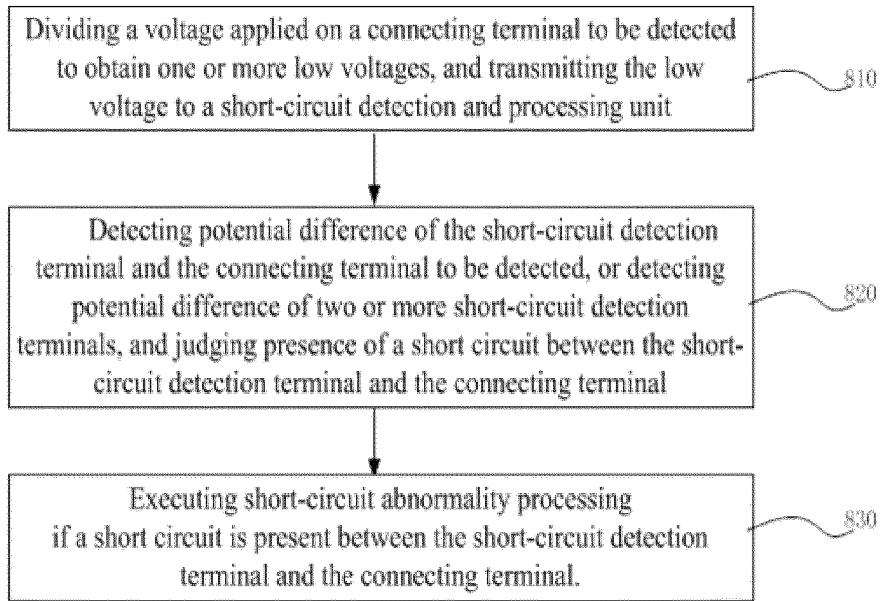 Dividing a voltage applied on a connecting terminal to be detected
to obtain one or more low voltages, and transmitting the low
voltage to a short-circuit detection and processing unit
810
Detecting potential difference of the short-circuit detection
terminal and the connecting terminal to be detected, or detecting
potential difference of two or more short-circuit detection
terminals, and judging presence of a short circuit between the short-
circuit detection terminal and the connecting terminal
820
Executing short-circuit abnormality processing
if a short circuit is present between the short-circuit detection
terminal and the connecting terminal.
830